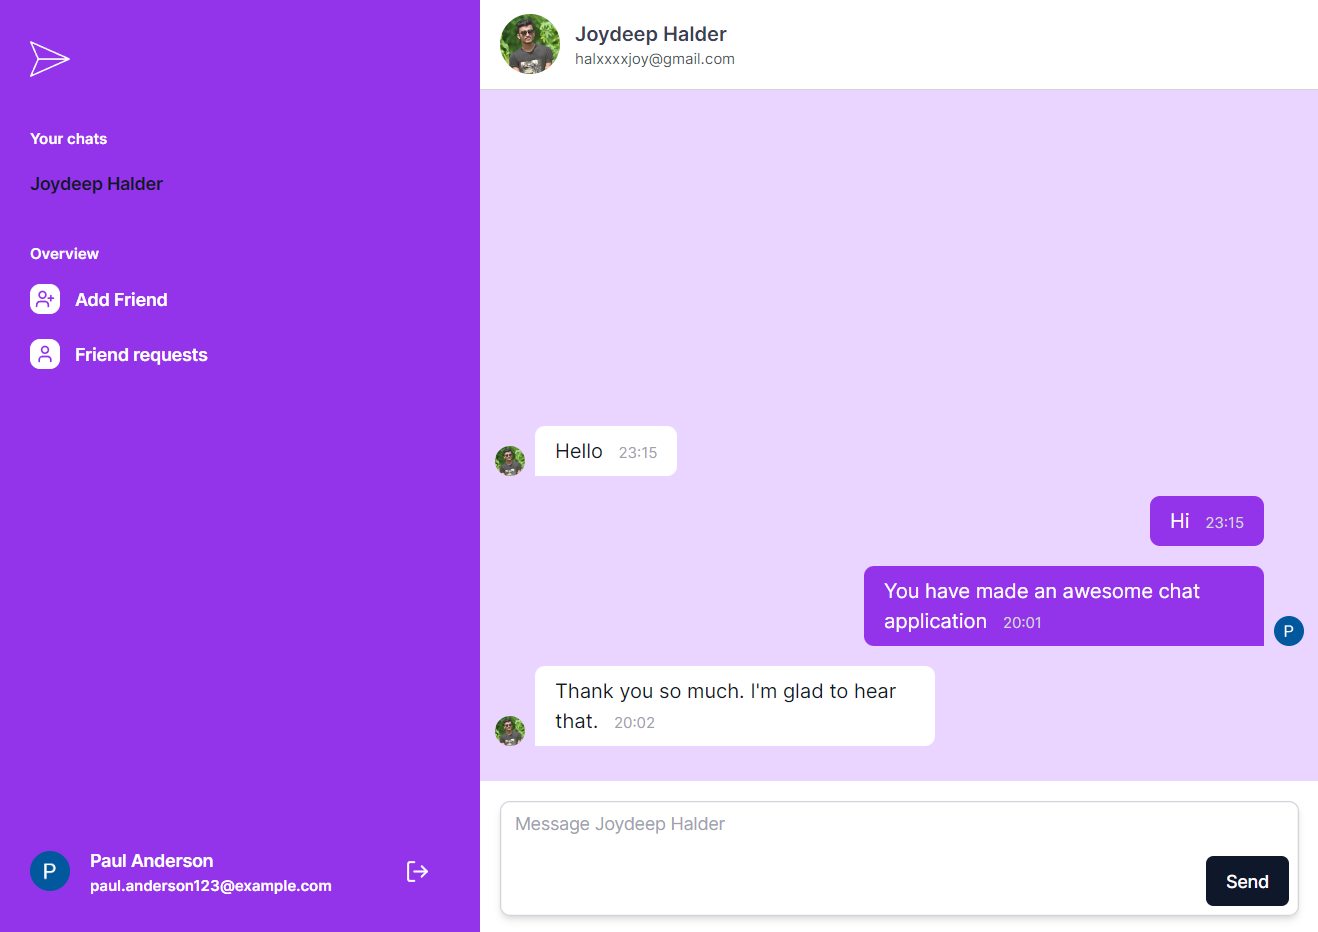 Your chats
Joydeep Halder
Overview
Add Friend
Friend requests
P
Paul Anderson
paul.anderson123@example.com
Joydeep Halder
halxxxxjoy@gmail.com
Hello 23:15
Hi 23:15
You have made an awesome chat
application 20:01
P
Thank you so much. I'm glad to hear
that. 20:02
Message Joydeep Halder
Send